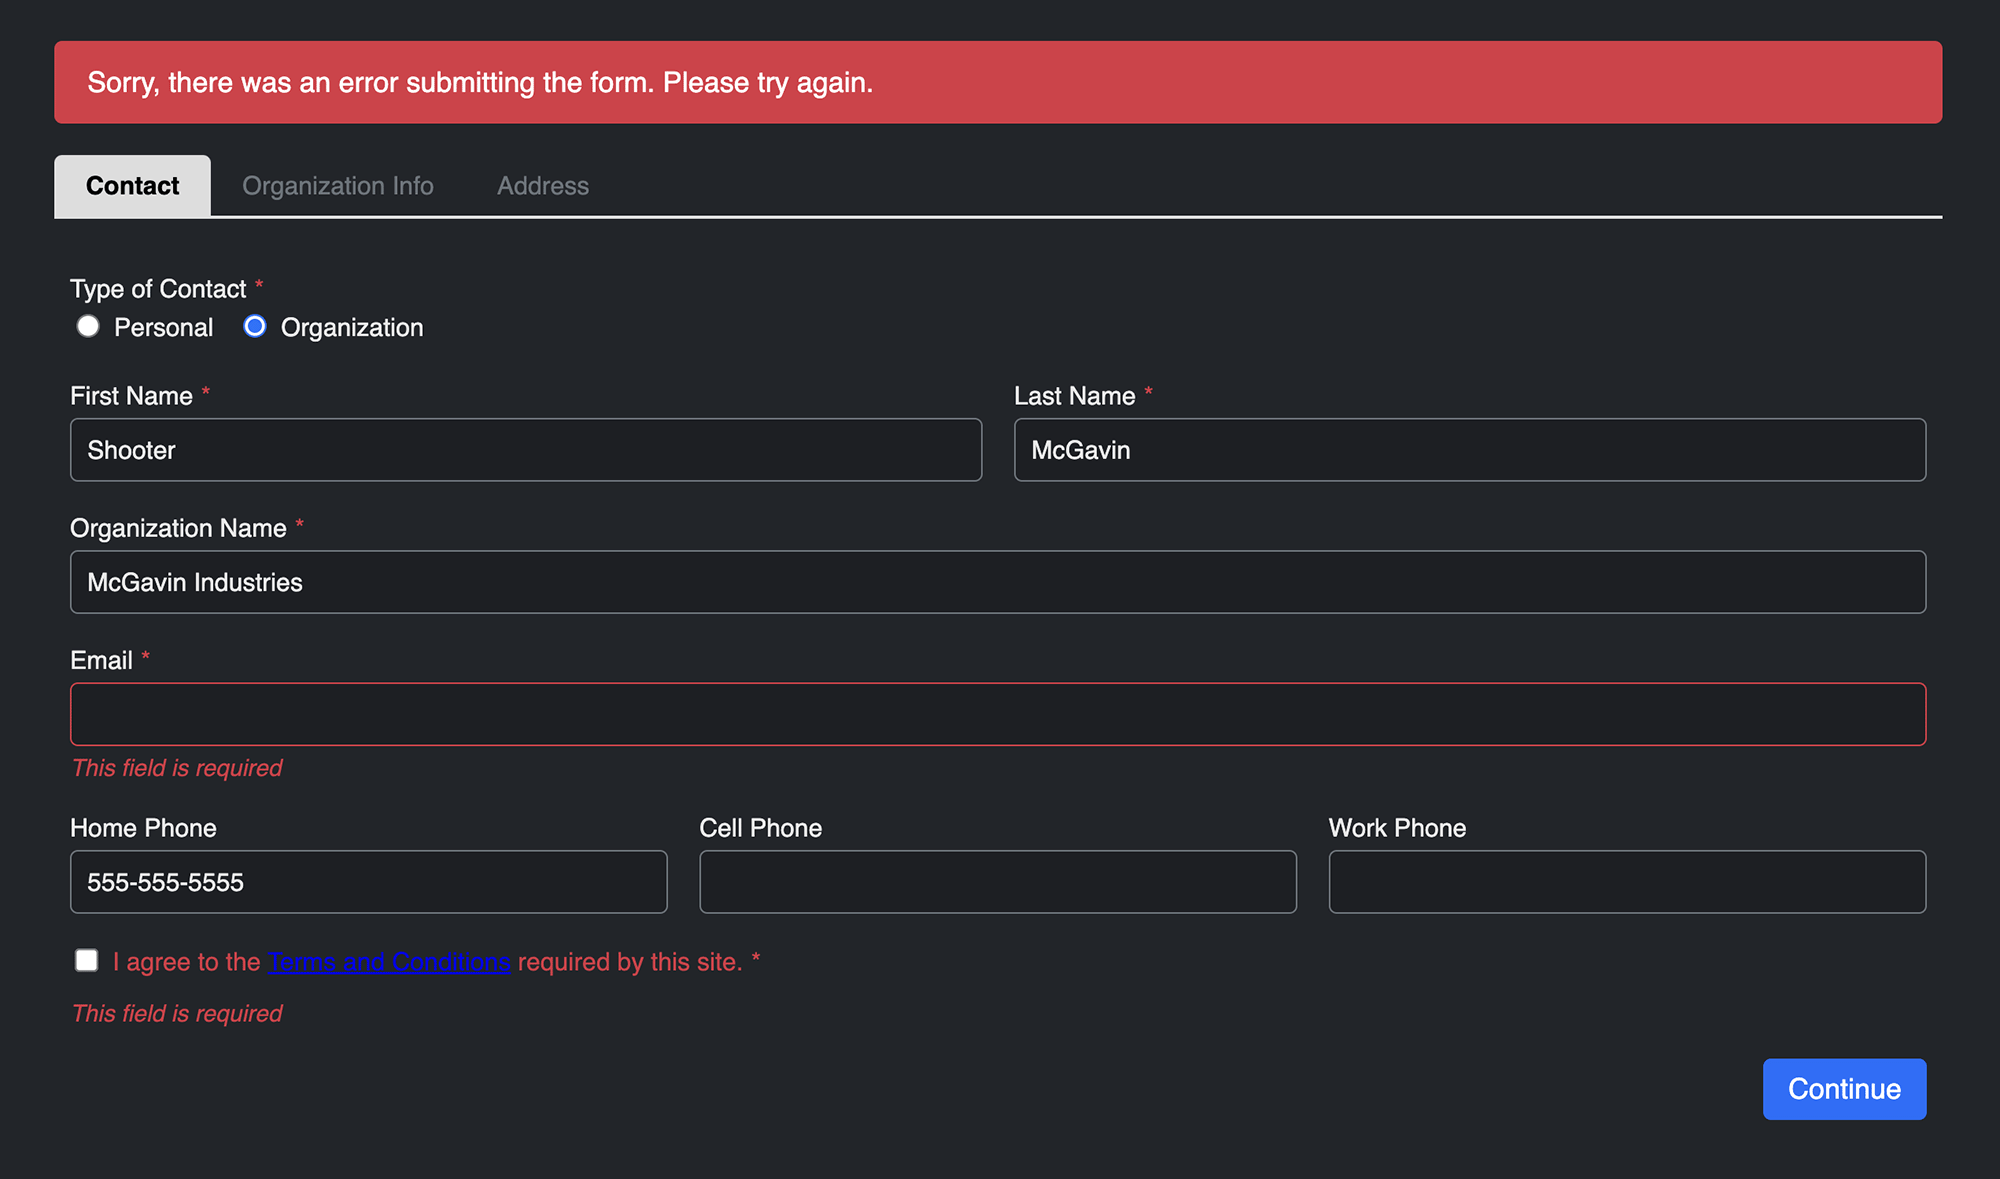 Sorry, there was an error submitting the form. Please try again.
Contact Organization Info Address
Type of Contact *
Personal Organization
First Name * Last Name *
Shooter McGavin
Organization Name *
McGavin Industries
Email *
This field is required
Home Phone Cell Phone Work Phone
555-555-5555
I agree to the Terms and Conditions required by this site. *
This field is required
Continue